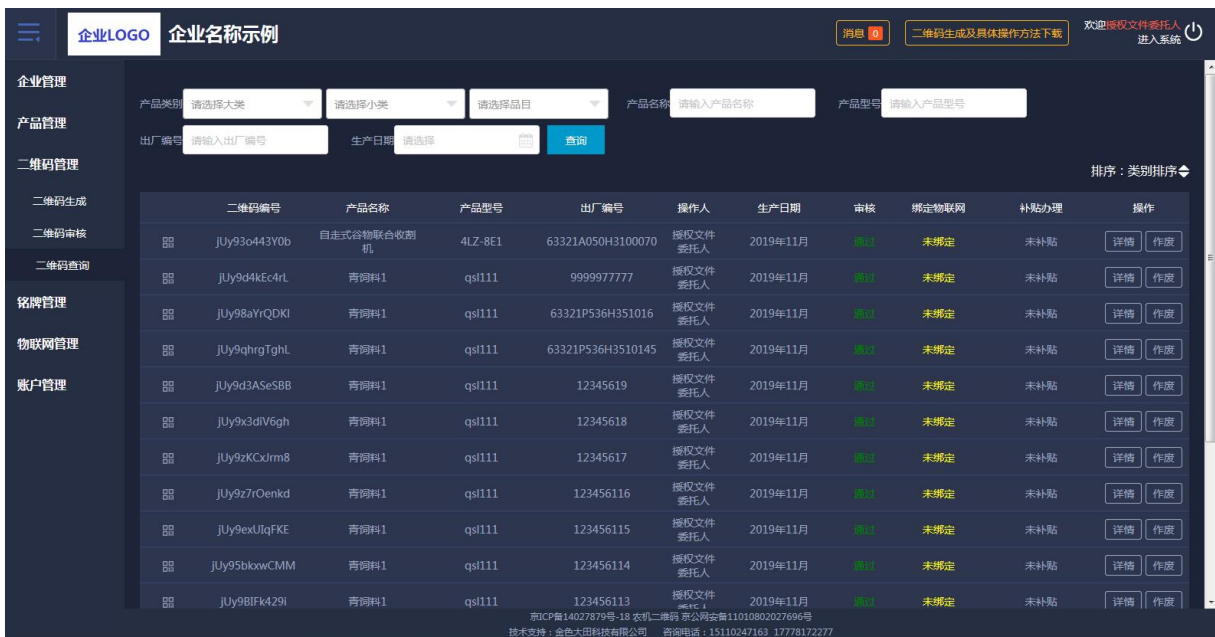 企业LOGO 企业名称示例 消息 0 二维码生成及具体操作方法下载 欢迎授权文件委托人
进入系统
企业管理
产品管理
二维码管理
二维码生成
二维码审核
二维码查询
铭牌管理
物联网管理
账户管理
产品类别 请选择大类 请选择小类 请选择品目 产品名称 请输入产品名称 产品型号 请输入产品型号
出厂编号 请输入出厂编号 生产日期 请选择 查询
排序：类别排序
二维码编号 产品名称 产品型号 出厂编号 操作人 生产日期 审核 绑定物联网 补贴办理 操作
jUy93o443Y0b 自走式谷物联合收割机 4LZ-8E1 63321A050H3100070 授权文件委托人 2019年11月 通过 未绑定 未补贴 详情 作废
jUy9d4kEc4rL 青饲料1 qsl111 9999977777 授权文件委托人 2019年11月 通过 未绑定 未补贴 详情 作废
jUy98aYrQDKl 青饲料1 qsl111 63321P536H351016 授权文件委托人 2019年11月 通过 未绑定 未补贴 详情 作废
jUy9qhrgTghL 青饲料1 qsl111 63321P536H3510145 授权文件委托人 2019年11月 通过 未绑定 未补贴 详情 作废
jUy9d3ASeSBB 青饲料1 qsl111 12345619 授权文件委托人 2019年11月 通过 未绑定 未补贴 详情 作废
jUy9x3diV6gh 青饲料1 qsl111 12345618 授权文件委托人 2019年11月 通过 未绑定 未补贴 详情 作废
jUy9zKCxJrm8 青饲料1 qsl111 12345617 授权文件委托人 2019年11月 通过 未绑定 未补贴 详情 作废
jUy9z7rOenkd 青饲料1 qsl111 123456116 授权文件委托人 2019年11月 通过 未绑定 未补贴 详情 作废
jUy9exUIqFKE 青饲料1 qsl111 123456115 授权文件委托人 2019年11月 通过 未绑定 未补贴 详情 作废
jUy95bkxwCMM 青饲料1 qsl111 123456114 授权文件委托人 2019年11月 通过 未绑定 未补贴 详情 作废
jUy9BIFk429i 青饲料1 qsl111 123456113 授权文件委托人 2019年11月 通过 未绑定 未补贴 详情 作废
京ICP备14027879号-18 农机二维码 京公网安备11010802027696号
技术支持：金色大田科技有限公司 咨询电话：15110247163 17778172277